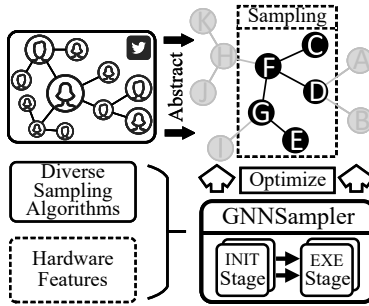 Sampling
Abstract
K
H
J
I
F
C
D
G
E
A
B
Diverse
Sampling
Algorithms
Hardware
Features
Optimize
GNNSampler
INIT
Stage
EXE
Stage